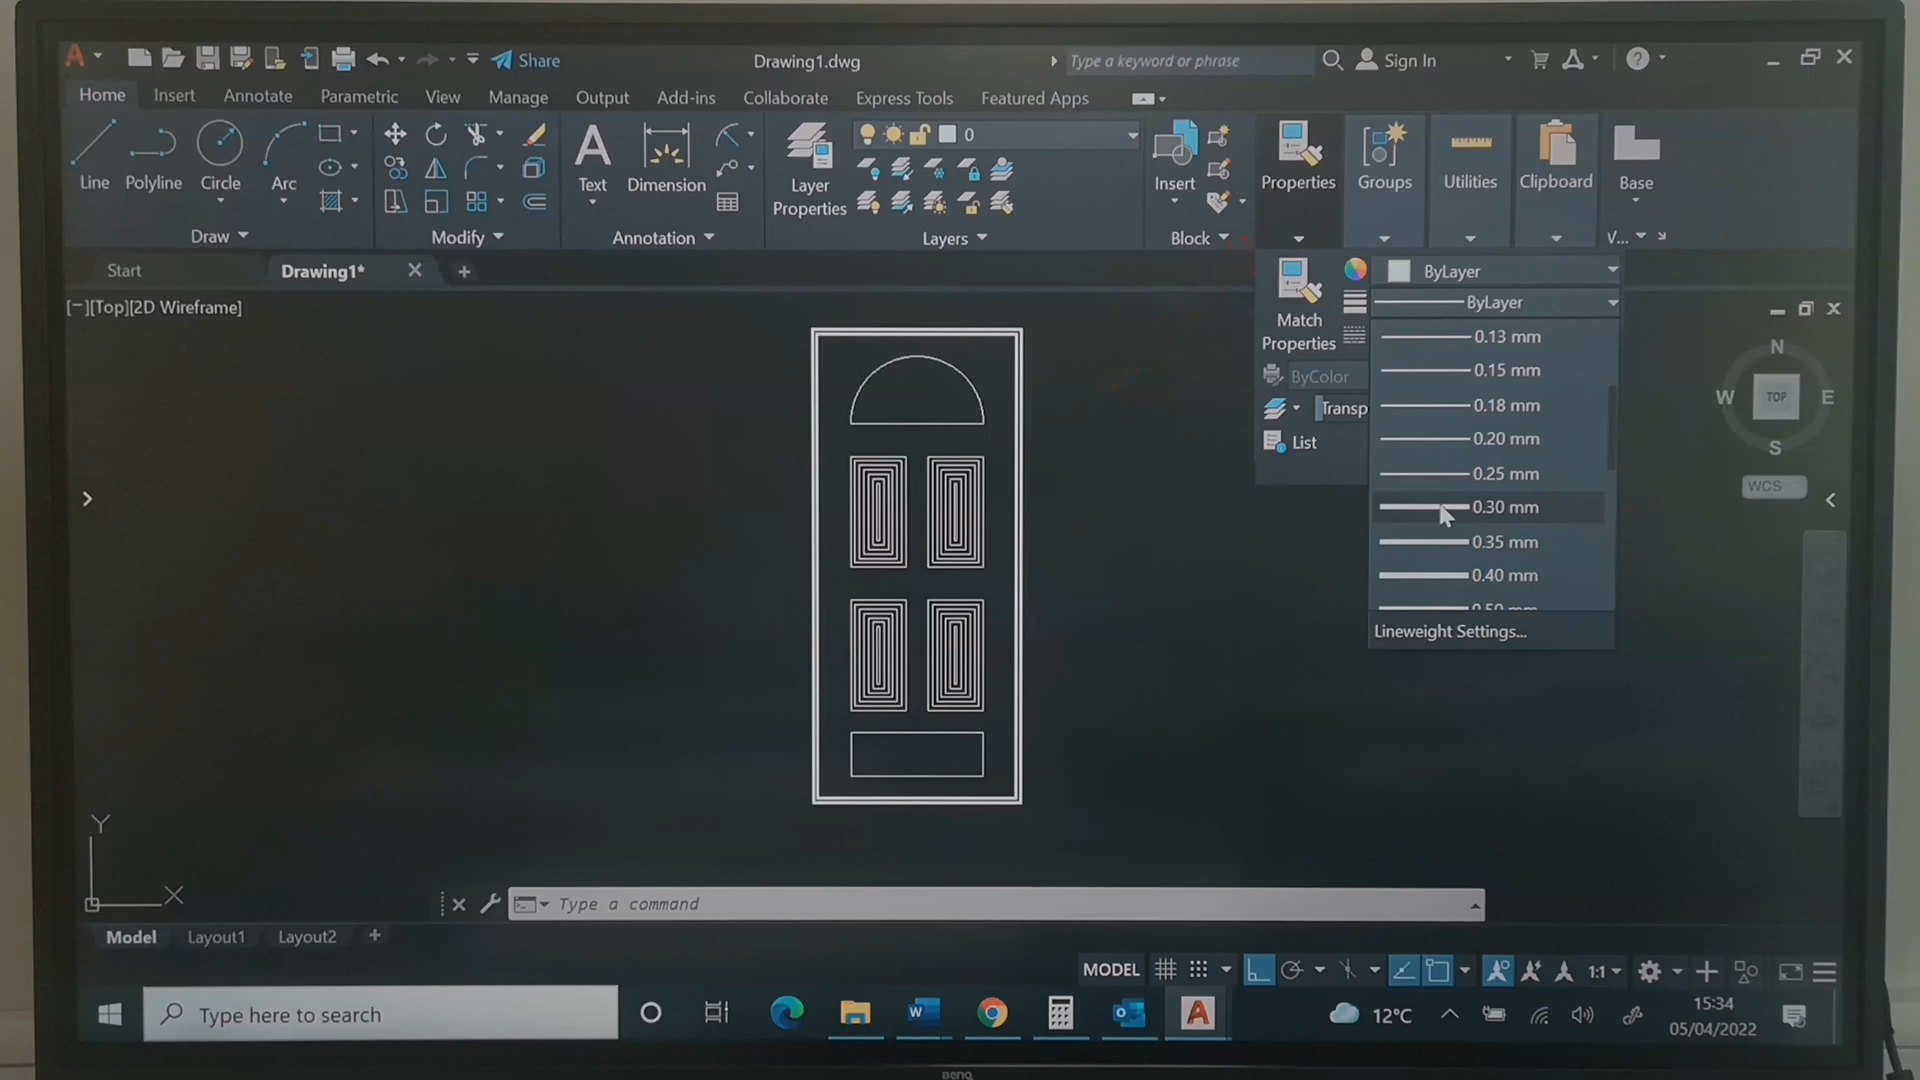 Share
Drawing1.dwg
Type a keyword or phrase
Sign In
Home Insert Annotate Parametric View Manage Output Add-ins Collaborate Express Tools Featured Apps
0
Line Polyline Circle Arc
Text Dimension
Layer Properties
Insert
Properties Groups Utilities Clipboard Base
Draw Modify Annotation Layers Block V...
Start Drawing1*
[−][Top][2D Wireframe]
Match Properties
ByLayer
ByLayer
ByColor
Transp
List
0.13 mm
0.15 mm
0.18 mm
0.20 mm
0.25 mm
0.30 mm
0.35 mm
0.40 mm
0.50 mm
Lineweight Settings...
N
W TOP E
S
WCS
Y
X
Type a command
Model Layout1 Layout2
MODEL
1:1
Type here to search
12°C
15:34
05/04/2022
BenQ